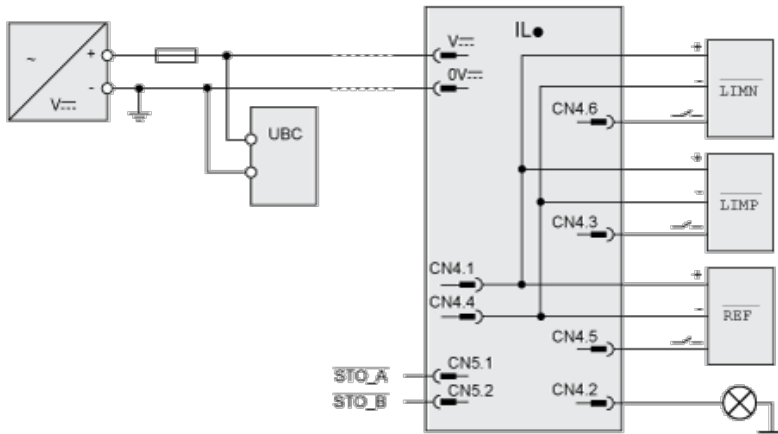 ~
+
-
V⎓
UBC
IL●
V⎓
0V⎓
CN4.6
CN4.3
CN4.1
CN4.4
CN4.5
CN5.1
CN5.2
CN4.2
STO_A
STO_B
+
-
LIMN
+
-
LIMP
+
-
REF